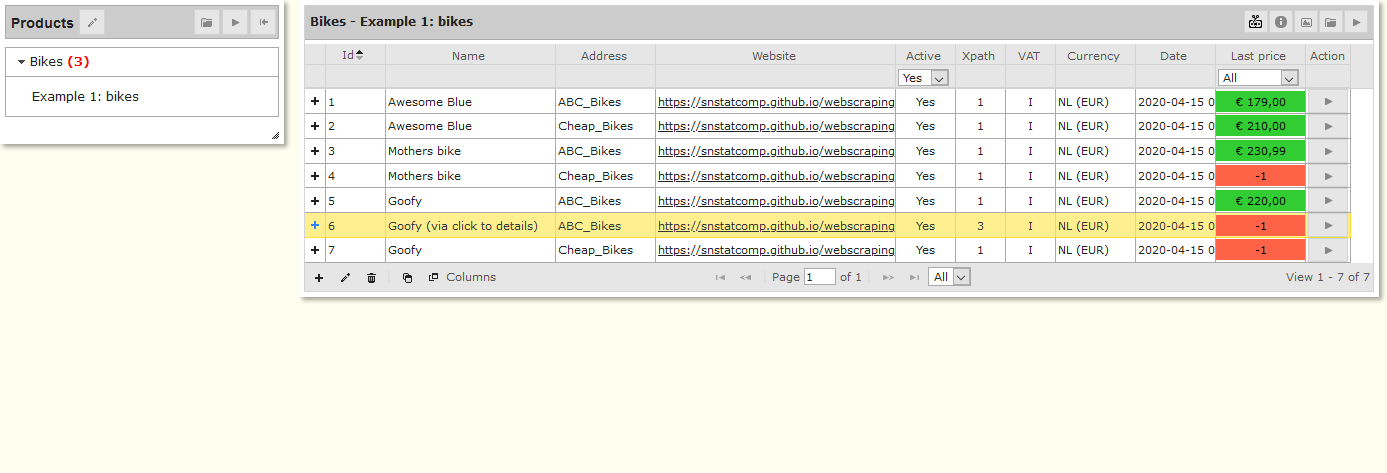 Products
Bikes (3)
Example 1: bikes
Bikes - Example 1: bikes
Id Name Address Website Active Xpath VAT Currency Date Last price Action
Yes All
1 Awesome Blue ABC_Bikes https://snstatcomp.github.io/webscraping Yes 1 I NL (EUR) 2020-04-15 0 € 179,00
2 Awesome Blue Cheap_Bikes https://snstatcomp.github.io/webscraping Yes 1 I NL (EUR) 2020-04-15 0 € 210,00
3 Mothers bike ABC_Bikes https://snstatcomp.github.io/webscraping Yes 1 I NL (EUR) 2020-04-15 0 € 230,99
4 Mothers bike Cheap_Bikes https://snstatcomp.github.io/webscraping Yes 1 I NL (EUR) 2020-04-15 0 -1
5 Goofy ABC_Bikes https://snstatcomp.github.io/webscraping Yes 1 I NL (EUR) 2020-04-15 0 € 220,00
6 Goofy (via click to details) ABC_Bikes https://snstatcomp.github.io/webscraping Yes 3 I NL (EUR) 2020-04-15 0 -1
7 Goofy Cheap_Bikes https://snstatcomp.github.io/webscraping Yes 1 I NL (EUR) 2020-04-15 0 -1
Columns Page 1 of 1 All View 1 - 7 of 7